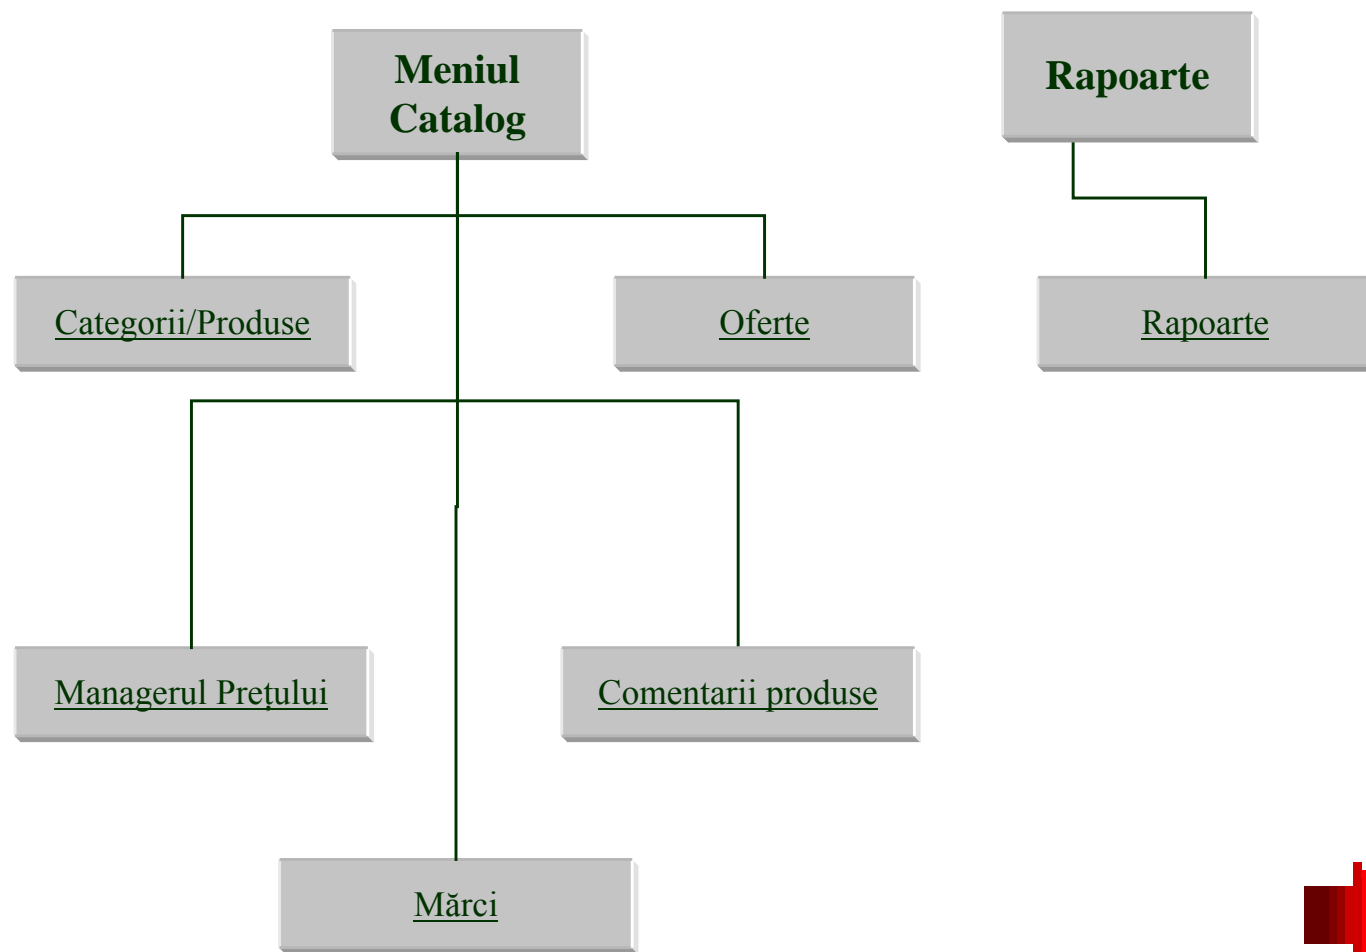 Meniul
Catalog
Rapoarte
Categorii/Produse
Oferte
Rapoarte
Managerul Prețului
Comentarii produse
Mărci